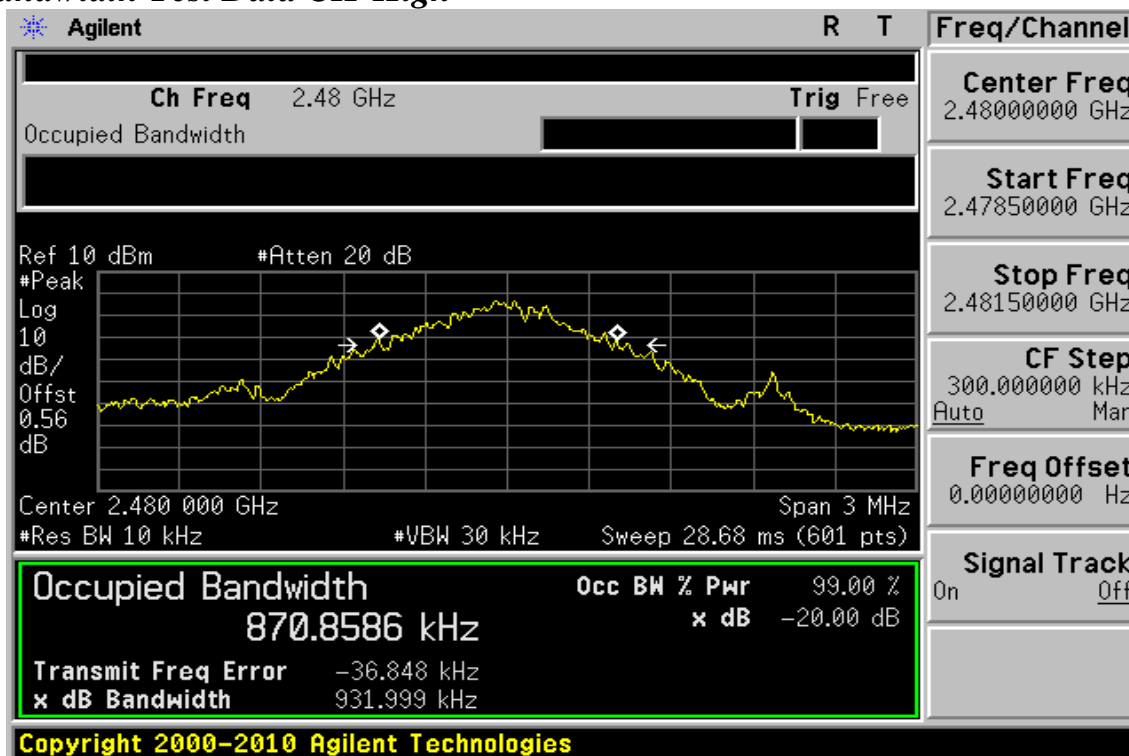 Bandwidth Test Data CH-High
Agilent R T
Freq/Channel
Ch Freq 2.48 GHz Trig Free
Occupied Bandwidth
Center Freq
2.48000000 GHz
Start Freq
2.47850000 GHz
Stop Freq
2.48150000 GHz
CF Step
300.000000 kHz
Auto Man
Freq Offset
0.00000000 Hz
Signal Track
On Off
Ref 10 dBm #Atten 20 dB
#Peak
Log
10
dB/
Offst
0.56
dB
Center 2.480 000 GHz Span 3 MHz
#Res BW 10 kHz #VBW 30 kHz Sweep 28.68 ms (601 pts)
Occupied Bandwidth Occ BW % Pwr 99.00 %
870.8586 kHz x dB -20.00 dB
Transmit Freq Error -36.848 kHz
x dB Bandwidth 931.999 kHz
Copyright 2000-2010 Agilent Technologies